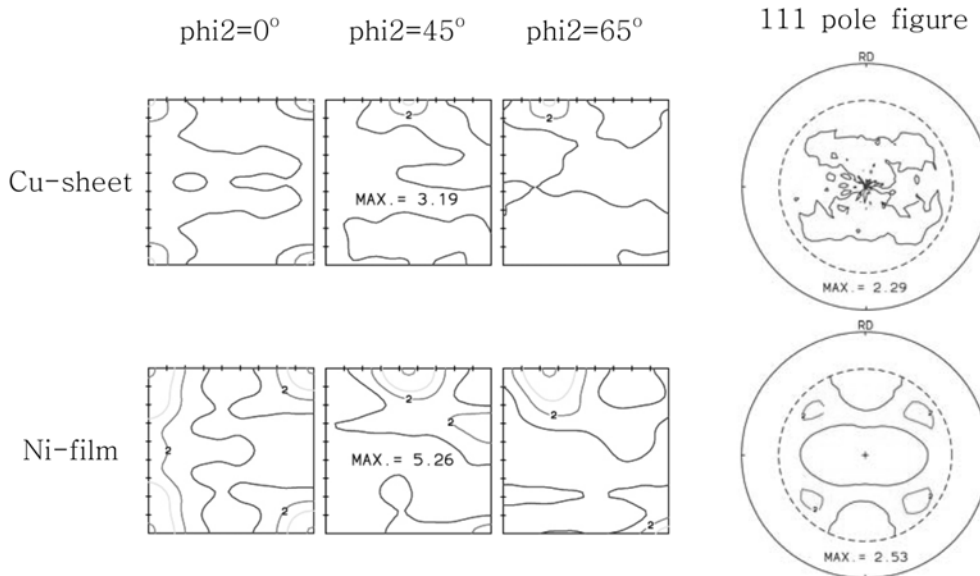 phi2=0° phi2=45° phi2=65° 111 pole figure
RD
2 2
Cu-sheet
MAX.= 3.19
MAX.= 2.29
RD
2 2 2 2 2
Ni-film
2
MAX.= 5.26
2 2 2 2 2
MAX.= 2.53